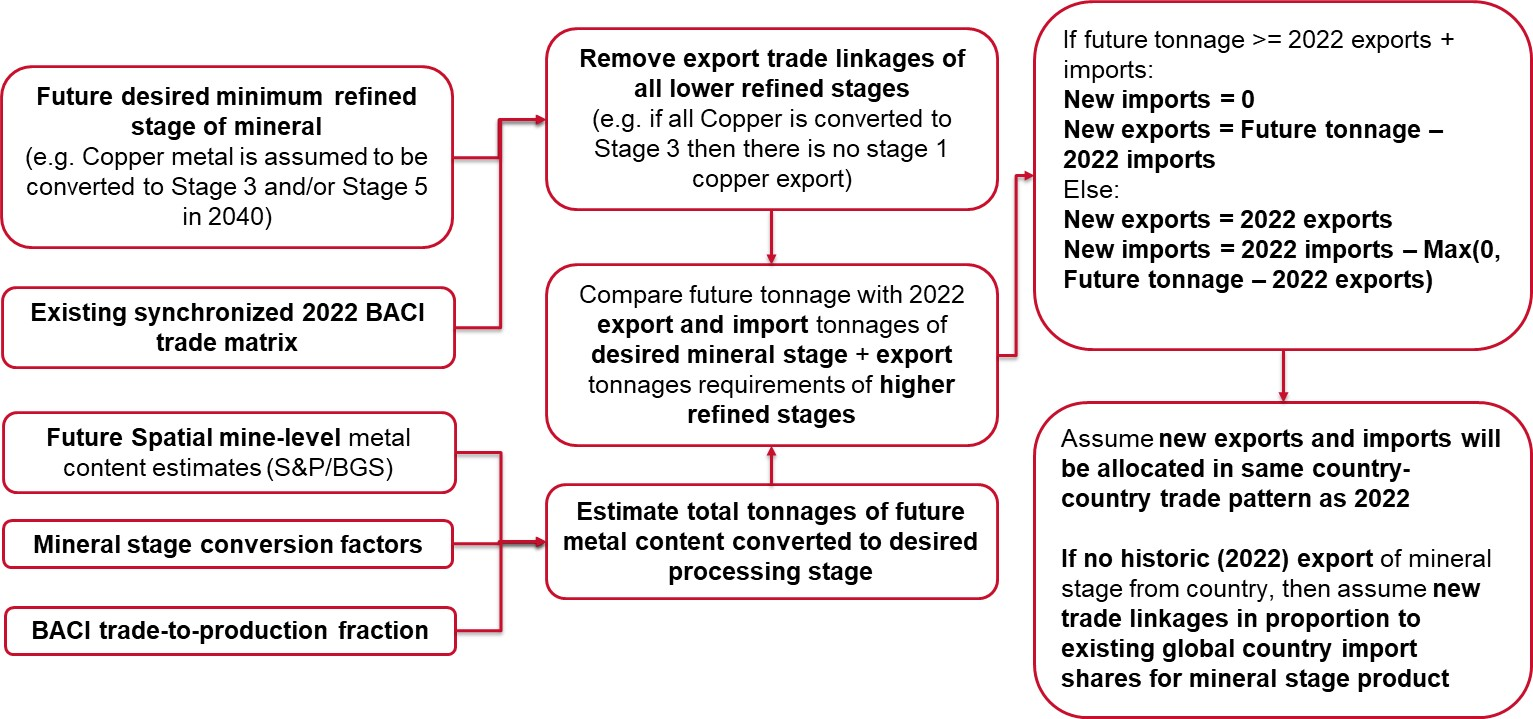 Future desired minimum refined
stage of mineral
(e.g. Copper metal is assumed to be
converted to Stage 3 and/or Stage 5
in 2040)
Existing synchronized 2022 BACI
trade matrix
Future Spatial mine-level metal
content estimates (S&P/BGS)
Mineral stage conversion factors
BACI trade-to-production fraction
Remove export trade linkages of
all lower refined stages
(e.g. if all Copper is converted to
Stage 3 then there is no stage 1
copper export)
Compare future tonnage with 2022
export and import tonnages of
desired mineral stage + export
tonnages requirements of higher
refined stages
Estimate total tonnages of future
metal content converted to desired
processing stage
If future tonnage >= 2022 exports +
imports:
New imports = 0
New exports = Future tonnage –
2022 imports
Else:
New exports = 2022 exports
New imports = 2022 imports – Max(0,
Future tonnage – 2022 exports)
Assume new exports and imports will
be allocated in same country-
country trade pattern as 2022
If no historic (2022) export of mineral
stage from country, then assume new
trade linkages in proportion to
existing global country import
shares for mineral stage product